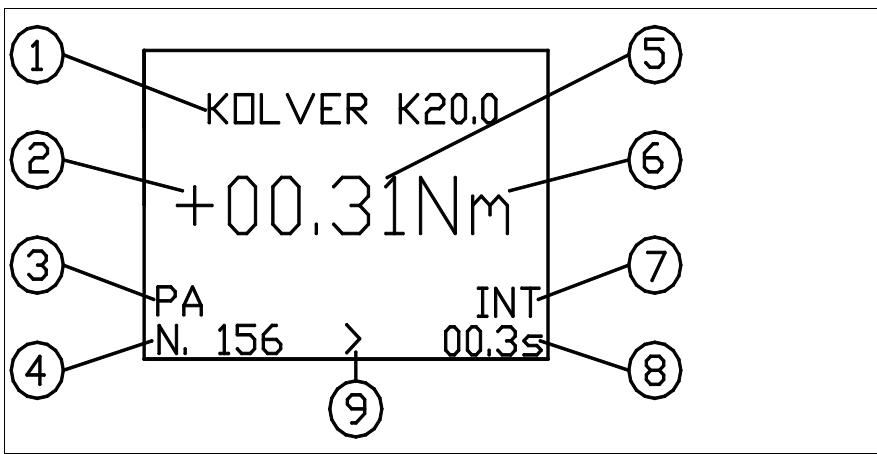 1 5
KOLVER K20.0
2 6
+00.31Nm
3 7
PA INT
N. 156 > 00.3s
4 8
9